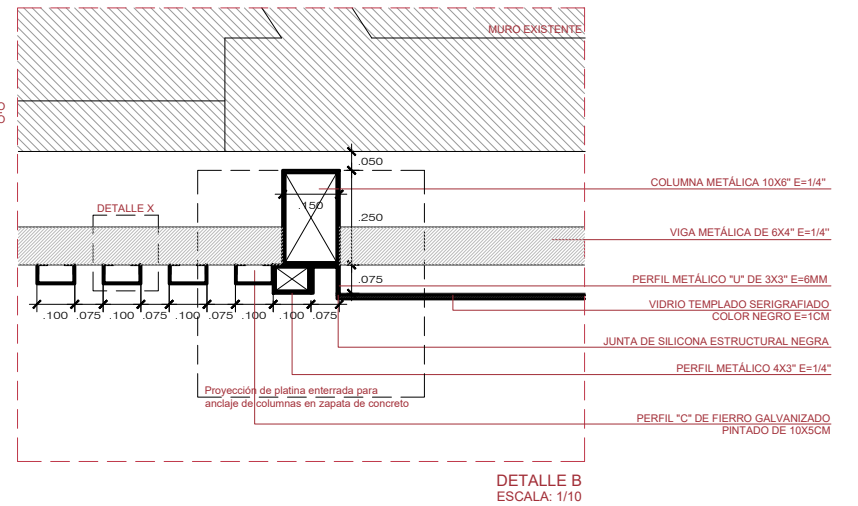 MURO EXISTENTE
.050
COLUMNA METÁLICA 10X6" E=1/4"
.150
DETALLE X
.250
VIGA METÁLICA DE 6X4" E=1/4"
.075
PERFIL METÁLICO "U" DE 3X3" E=6MM
VIDRIO TEMPLADO SERIGRAFIADO
COLOR NEGRO E=1CM
.100 .075 .100 .075 .100 .075 .100 .100 .075
JUNTA DE SILICONA ESTRUCTURAL NEGRA
PERFIL METÁLICO 4X3" E=1/4"
Proyección de platina enterrada para
anclaje de columnas en zapata de concreto
PERFIL "C" DE FIERRO GALVANIZADO
PINTADO DE 10X5CM
DETALLE B
ESCALA: 1/10